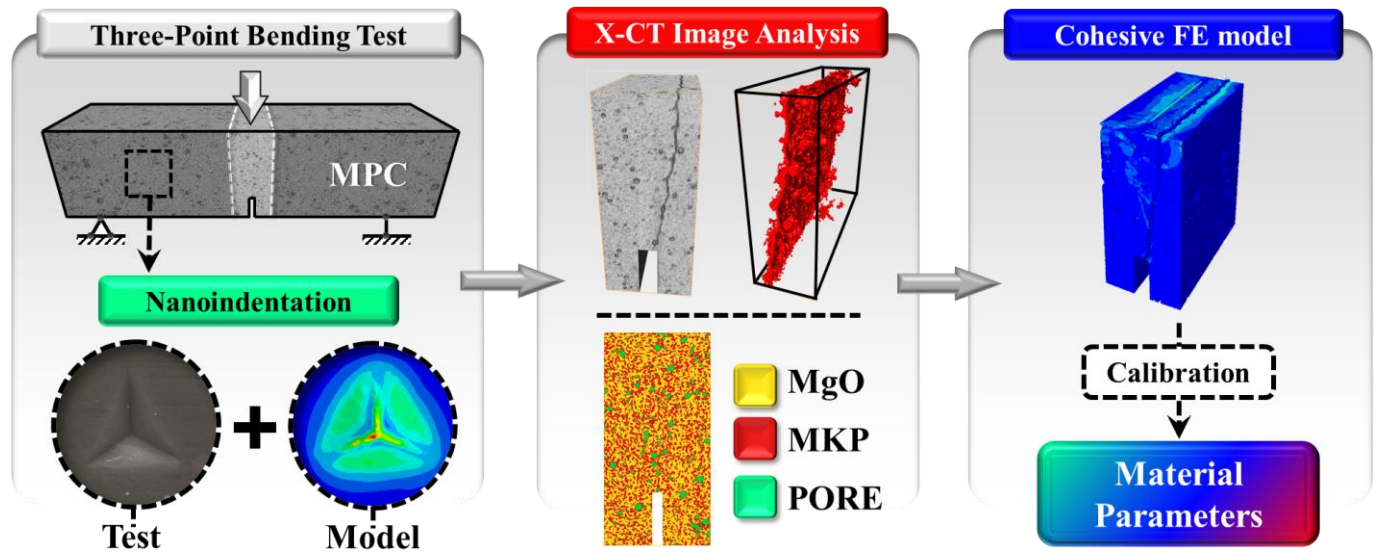 Three-Point Bending Test
MPC
Nanoindentation
Test
Model
X-CT Image Analysis
MgO
MKP
PORE
Cohesive FE model
Calibration
Material
Parameters